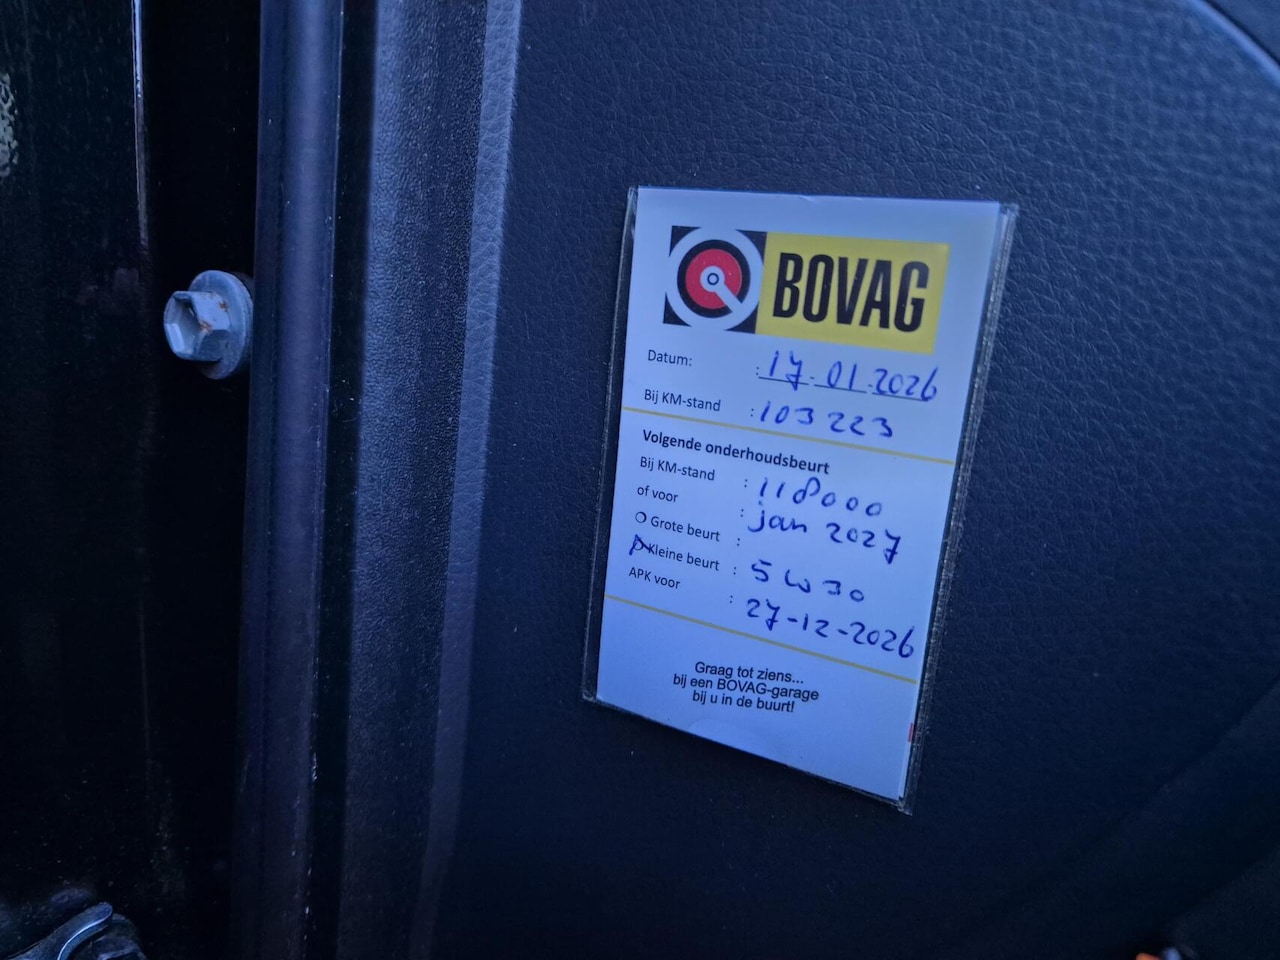 BOVAG
Datum: : 17-01-2026
Bij KM-stand : 103 223
Volgende onderhoudsbeurt
Bij KM-stand : 118000
of voor : jan 2027
Grote beurt :
Kleine beurt : 5w30
APK voor : 27-12-2026
Graag tot ziens...
bij een BOVAG-garage
bij u in de buurt!